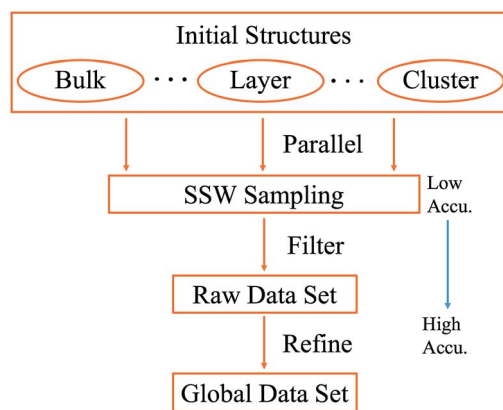 Initial Structures
Bulk ··· Layer ··· Cluster
Parallel
SSW Sampling
Low
Accu.
Filter
Raw Data Set
High
Accu.
Refine
Global Data Set